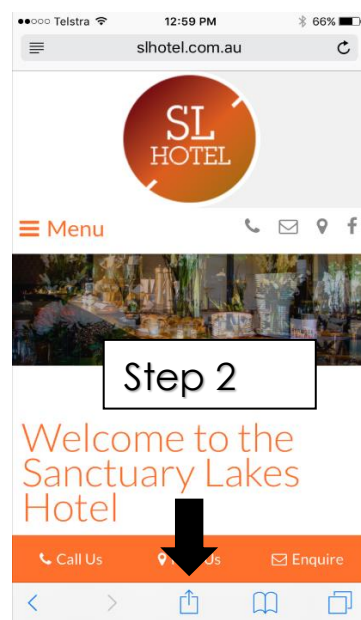 Telstra 12:59 PM 66%
slhotel.com.au
SL
HOTEL
Menu
f
Step 2
Welcome to the
Sanctuary Lakes
Hotel
Call Us Us Enquire